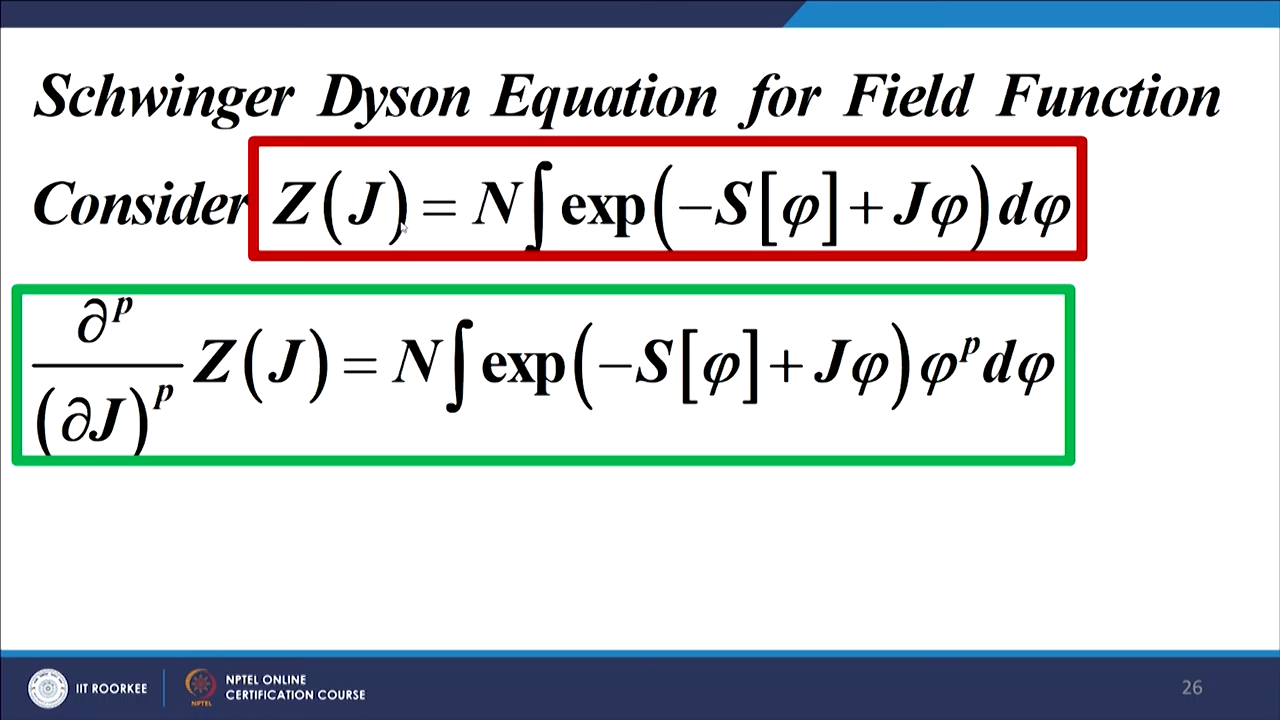 Schwinger Dyson Equation for Field Function
Consider Z(J) = N∫exp(−S[φ]+Jφ)dφ
∂^p/(∂J)^p Z(J) = N∫exp(−S[φ]+Jφ)φ^p dφ
IIT ROORKEE
NPTEL
NPTEL ONLINE
CERTIFICATION COURSE
26